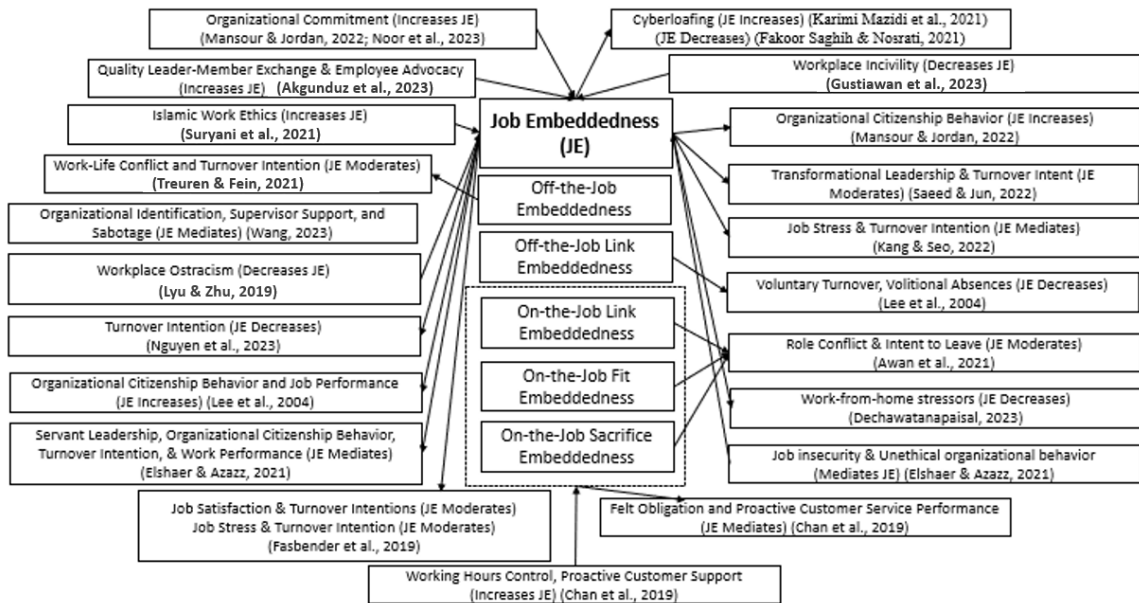 Organizational Commitment (Increases JE)
(Mansour & Jordan, 2022; Noor et al., 2023)
Cyberloafing (JE Increases) (Karimi Mazidi et al., 2021)
(JE Decreases) (Fakoor Saghih & Nosrati, 2021)
Quality Leader-Member Exchange & Employee Advocacy
(Increases JE) (Akgunduz et al., 2023)
Workplace Incivility (Decreases JE)
(Gustiawan et al., 2023)
Islamic Work Ethics (Increases JE)
(Suryani et al., 2021)
Job Embeddedness
(JE)
Organizational Citizenship Behavior (JE Increases)
(Mansour & Jordan, 2022)
Work-Life Conflict and Turnover Intention (JE Moderates)
(Treuren & Fein, 2021)
Off-the-Job
Embeddedness
Transformational Leadership & Turnover Intent (JE
Moderates) (Saeed & Jun, 2022)
Organizational Identification, Supervisor Support, and
Sabotage (JE Mediates) (Wang, 2023)
Off-the-Job Link
Embeddedness
Job Stress & Turnover Intention (JE Mediates)
(Kang & Seo, 2022)
Workplace Ostracism (Decreases JE)
(Lyu & Zhu, 2019)
Voluntary Turnover, Volitional Absences (JE Decreases)
(Lee et al., 2004)
On-the-Job Link
Embeddedness
Turnover Intention (JE Decreases)
(Nguyen et al., 2023)
Role Conflict & Intent to Leave (JE Moderates)
(Awan et al., 2021)
On-the-Job Fit
Embeddedness
Organizational Citizenship Behavior and Job Performance
(JE Increases) (Lee et al., 2004)
Work-from-home stressors (JE Decreases)
(Dechawatanapaisal, 2023)
On-the-Job Sacrifice
Embeddedness
Servant Leadership, Organizational Citizenship Behavior,
Turnover Intention, & Work Performance (JE Mediates)
(Elshaer & Azazz, 2021)
Job insecurity & Unethical organizational behavior
(Mediates JE) (Elshaer & Azazz, 2021)
Job Satisfaction & Turnover Intentions (JE Moderates)
Job Stress & Turnover Intention (JE Moderates)
(Fasbender et al., 2019)
Felt Obligation and Proactive Customer Service Performance
(JE Mediates) (Chan et al., 2019)
Working Hours Control, Proactive Customer Support
(Increases JE) (Chan et al., 2019)